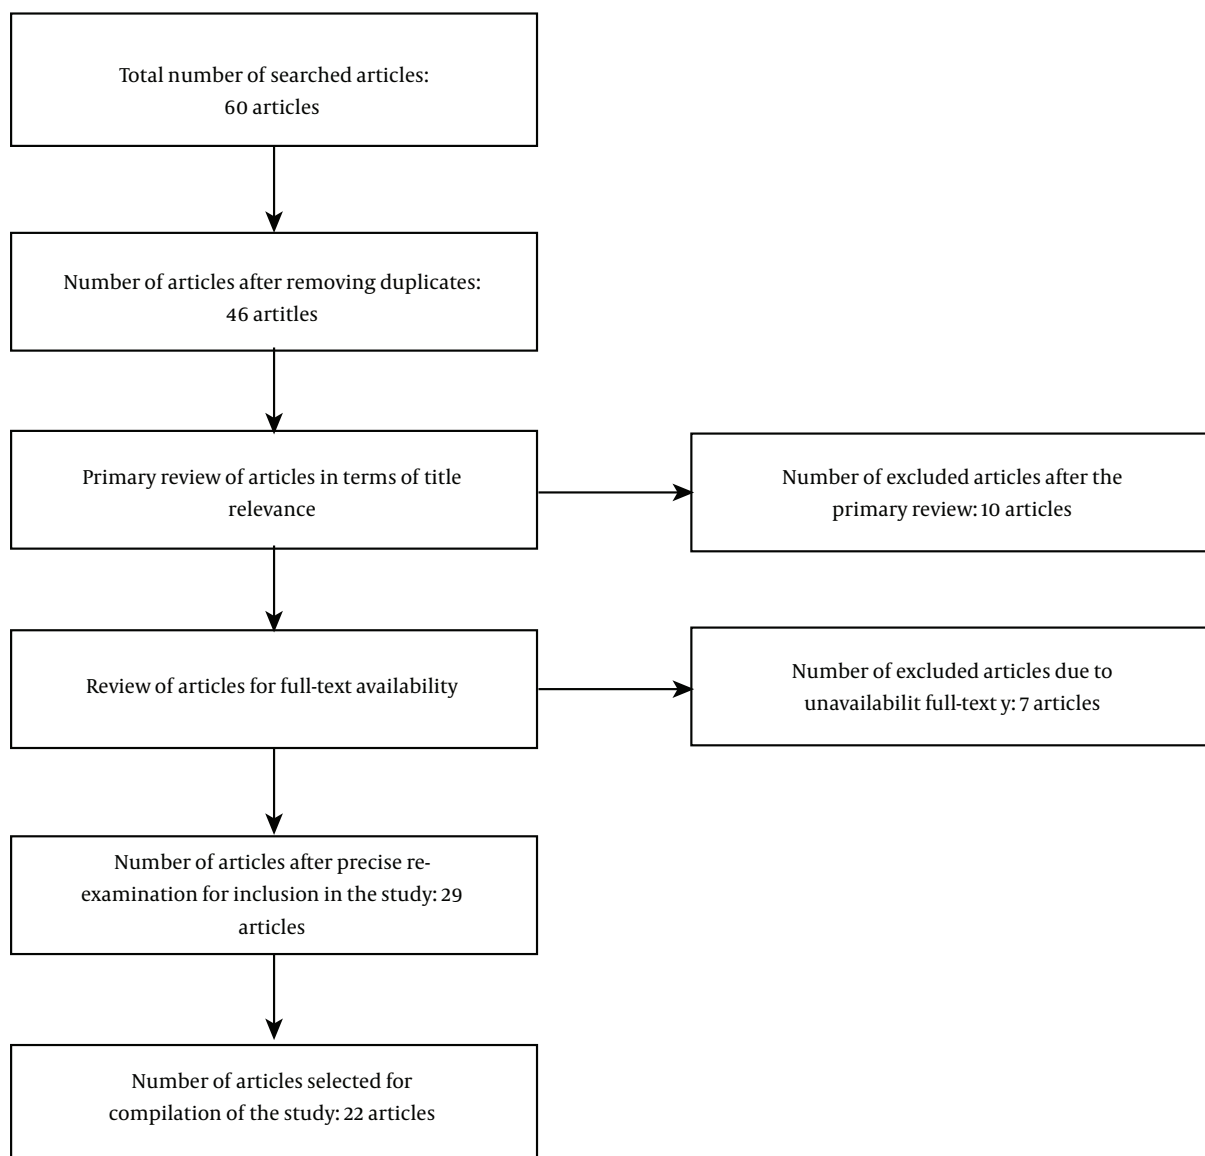 Total number of searched articles:
60 articles
Number of articles after removing duplicates:
46 artitles
Primary review of articles in terms of title
relevance
Number of excluded articles after the
primary review: 10 articles
Review of articles for full-text availability
Number of excluded articles due to
unavailabilit full-text y: 7 articles
Number of articles after precise re-
examination for inclusion in the study: 29
articles
Number of articles selected for
compilation of the study: 22 articles